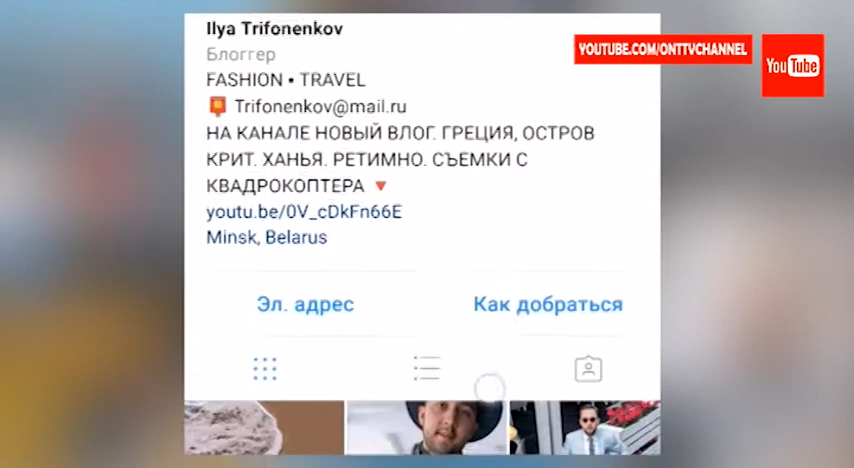 Ilya Trifonenkov
YOUTUBE.COM/ONTTVCHANNEL
YouTube
Блоггер
FASHION • TRAVEL
Trifonenkov@mail.ru
НА КАНАЛЕ НОВЫЙ ВЛОГ. ГРЕЦИЯ, ОСТРОВ
КРИТ. ХАНЬЯ. РЕТИМНО. СЪЕМКИ С
КВАДРОКОПТЕРА
youtu.be/0V_cDkFn66E
Minsk, Belarus
Эл. адрес
Как добраться